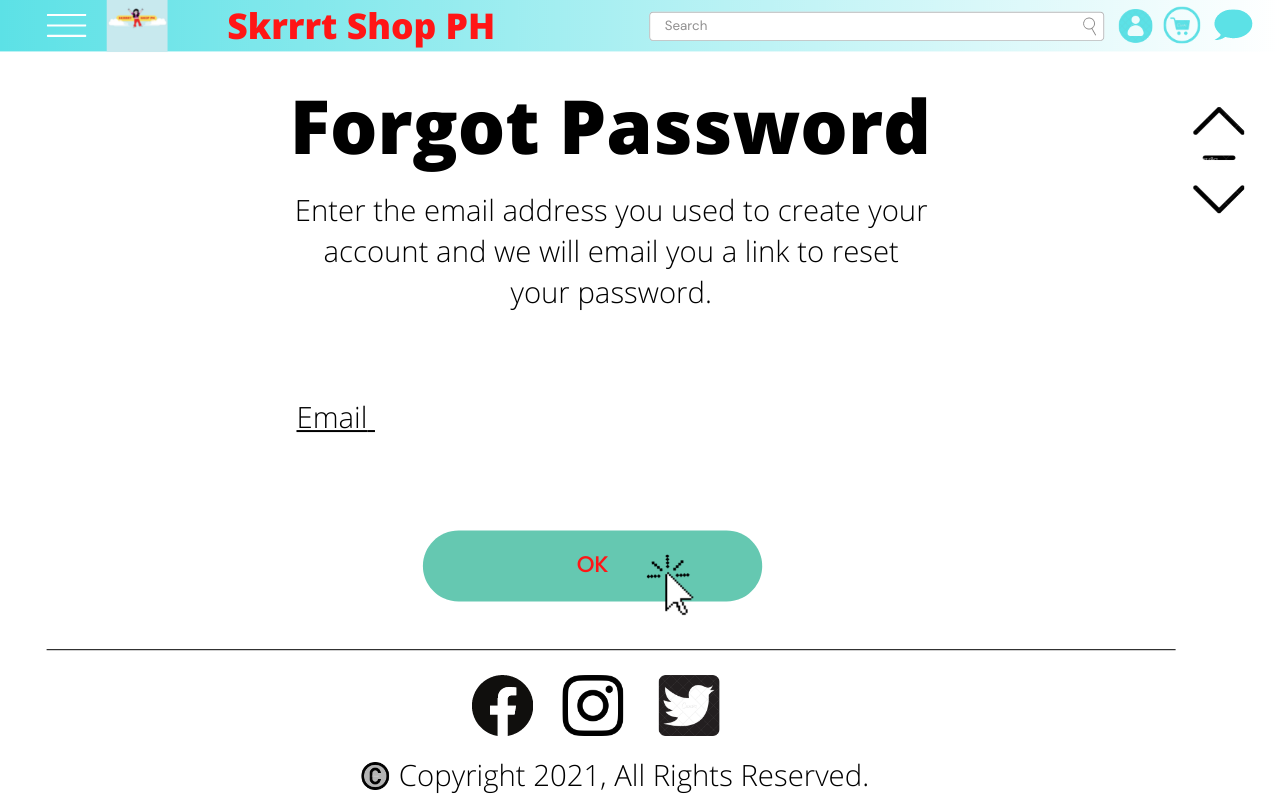 Skrrrt Shop PH
Search
Forgot Password
Enter the email address you used to create your
account and we will email you a link to reset
your password.
Email
OK
© Copyright 2021, All Rights Reserved.